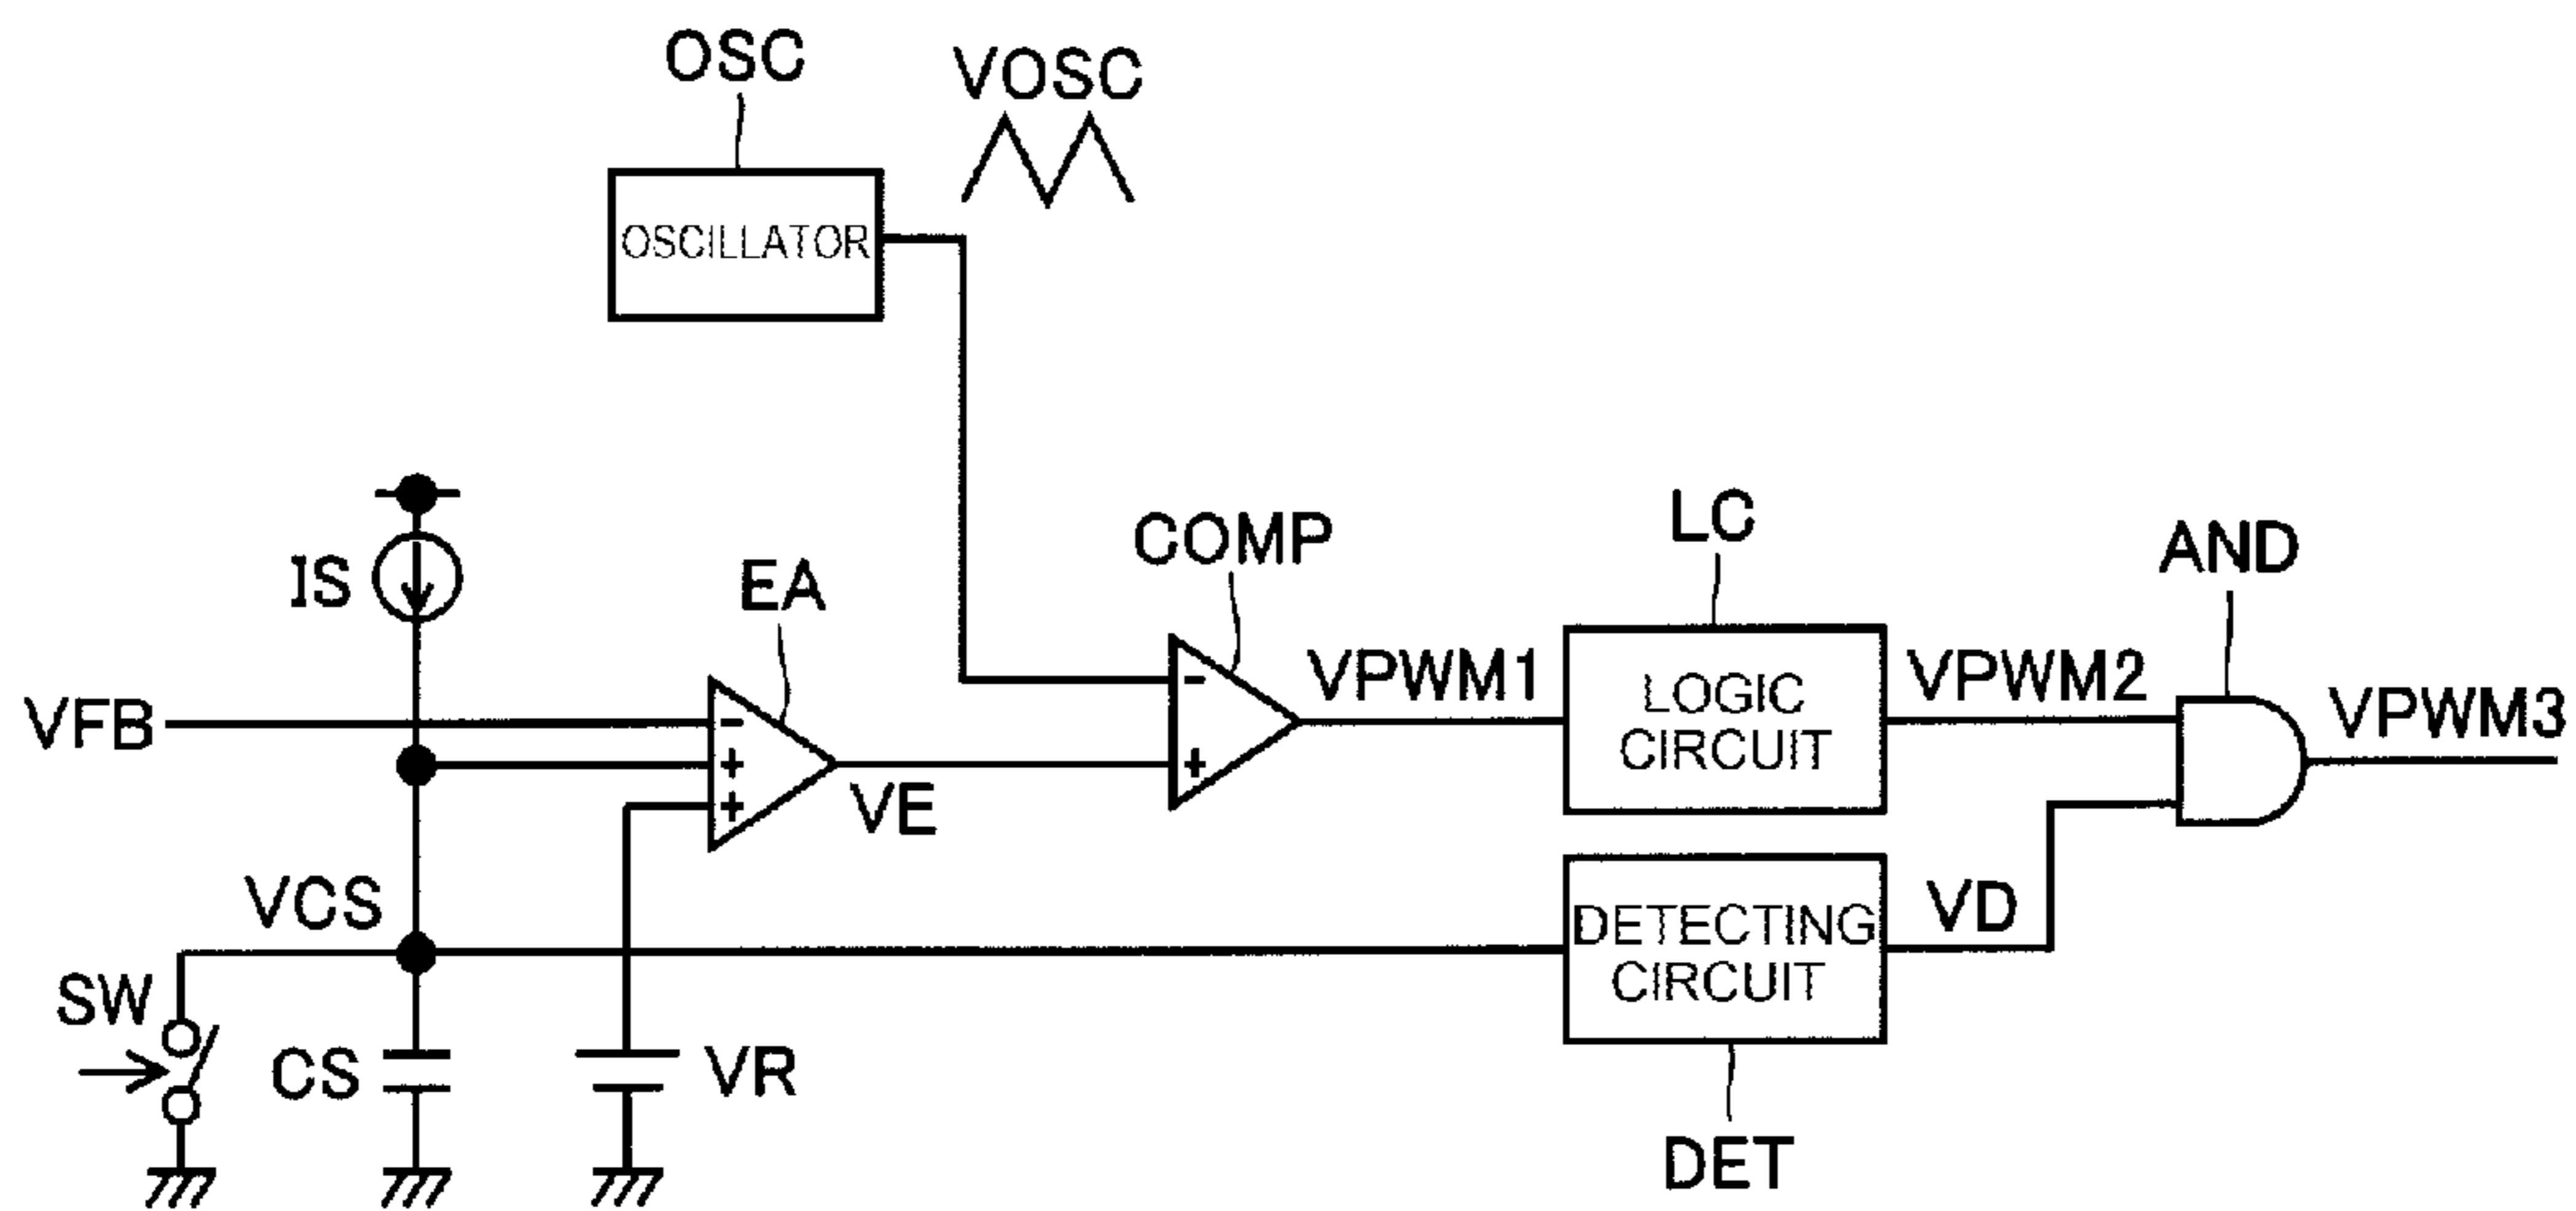 OSC
VOSC
OSCILLATOR
IS
EA
COMP
LC
AND
VFB
-
+
+
VE
-
+
VPWM1
LOGIC
CIRCUIT
VPWM2
VPWM3
VCS
DETECTING
CIRCUIT
VD
SW
CS
VR
DET